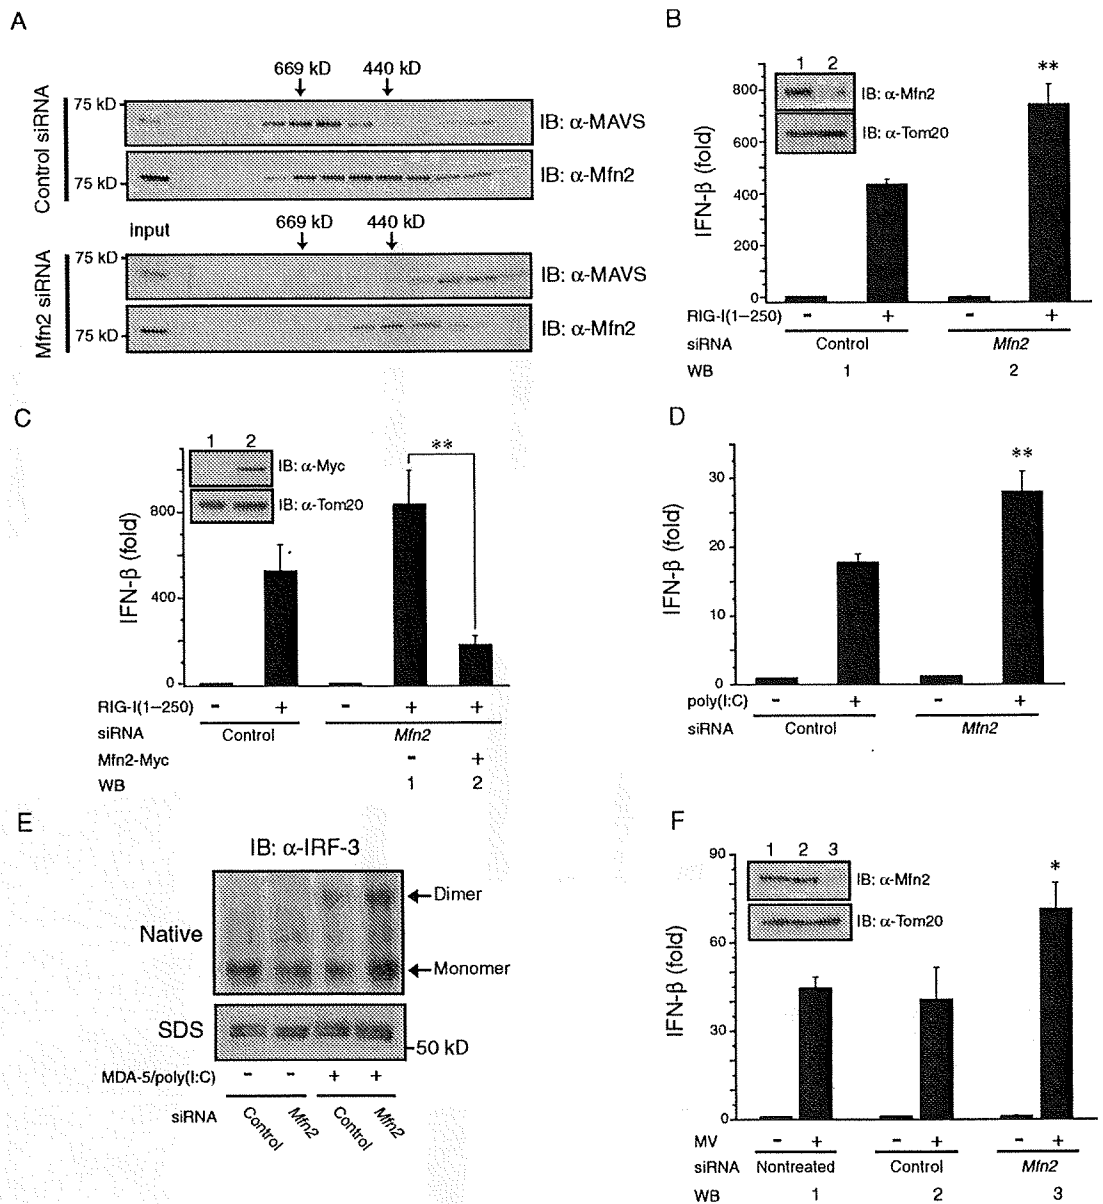 A
669 kD 440 kD
Control siRNA
75 kD
IB: α-MAVS
75 kD
IB: α-Mfn2
input
669 kD 440 kD
Mfn2 siRNA
75 kD
IB: α-MAVS
75 kD
IB: α-Mfn2
B
IFN-β (fold)
800
600
400
200
0
1 2
IB: α-Mfn2
IB: α-Tom20
**
RIG-I(1–250) - + - +
siRNA Control Mfn2
WB 1 2
C
IFN-β (fold)
800
400
0
1 2
IB: α-Myc
IB: α-Tom20
**
RIG-I(1–250) - + - + +
siRNA Control Mfn2
Mfn2-Myc - +
WB 1 2
D
IFN-β (fold)
30
20
10
0
**
poly(I:C) - + - +
siRNA Control Mfn2
E
IB: α-IRF-3
Native
Dimer
Monomer
SDS
50 kD
MDA-5/poly(I:C) - - + +
siRNA Control Mfn2 Control Mfn2
F
IFN-β (fold)
90
60
30
0
1 2 3
IB: α-Mfn2
IB: α-Tom20
*
MV - + - + - +
siRNA Nontreated Control Mfn2
WB 1 2 3